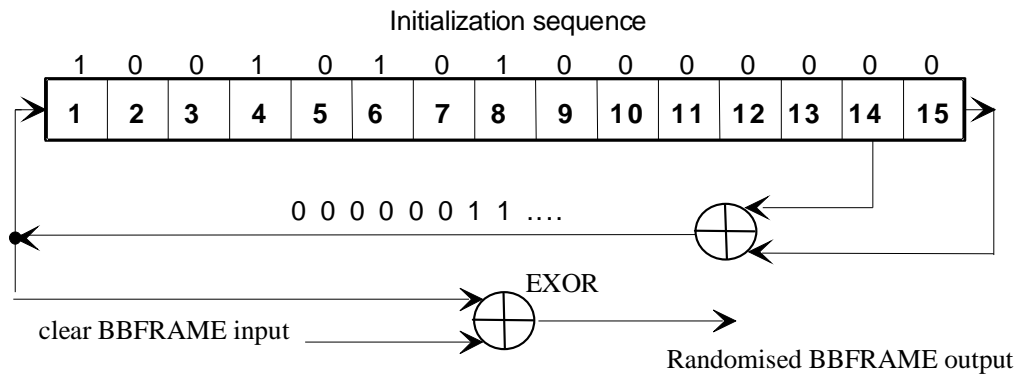 Initialization sequence
1 0 0 1 0 1 0 1 0 0 0 0 0 0 0
1 2 3 4 5 6 7 8 9 10 11 12 13 14 15
0 0 0 0 0 0 1 1 ....
EXOR
clear BBFRAME input
Randomised BBFRAME output